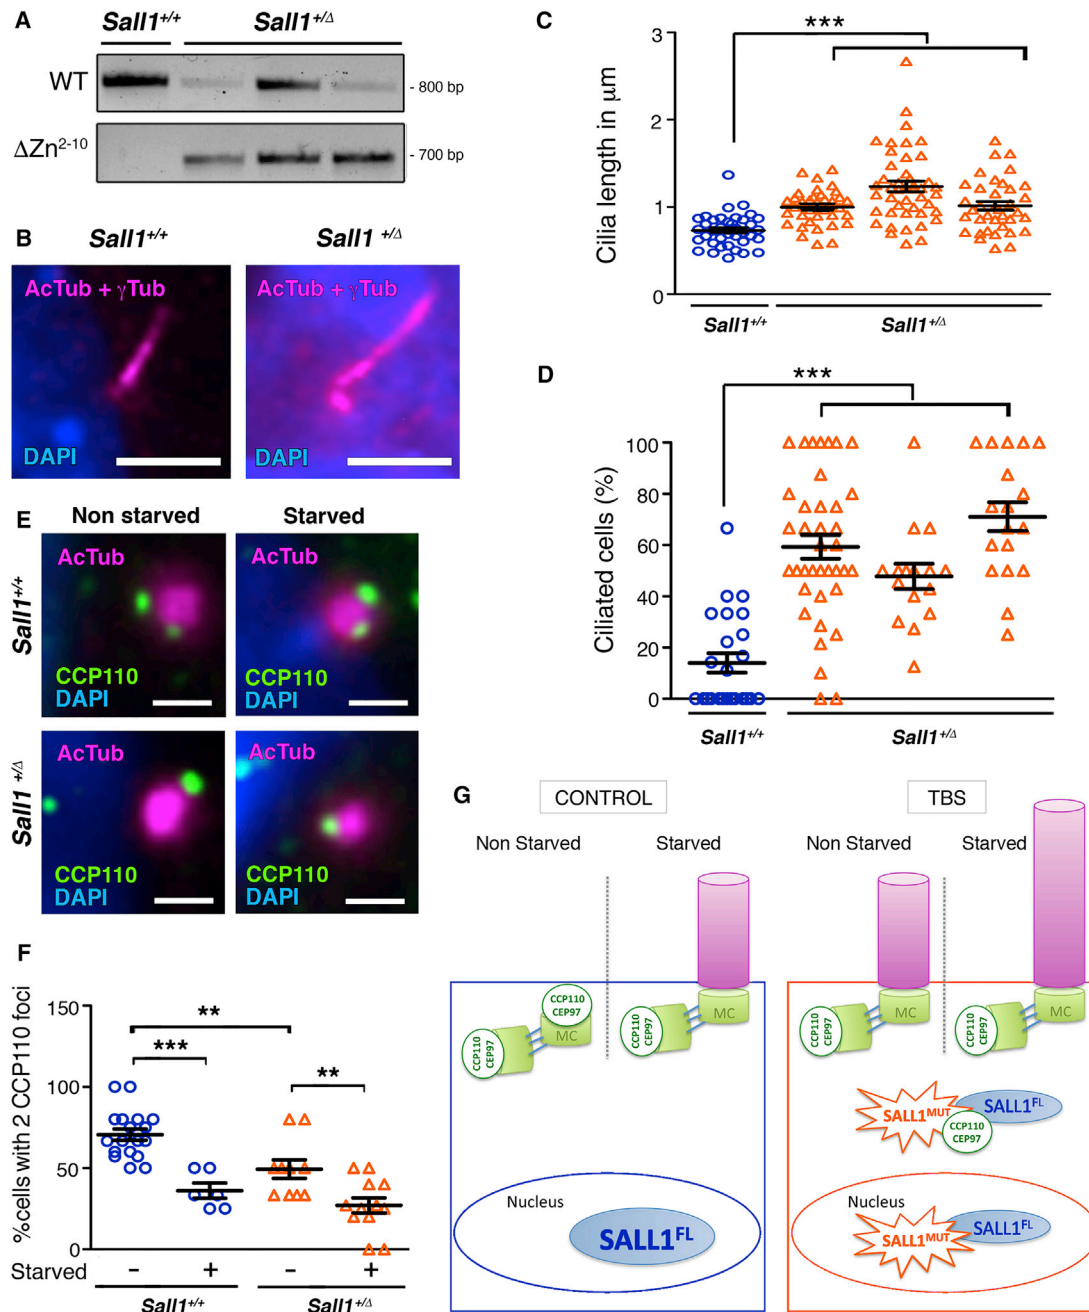 A
Sall1+/+
Sall1+/Δ
WT
- 800 bp
ΔZn2-10
- 700 bp
B
Sall1+/+
Sall1 +/Δ
AcTub + γTub
DAPI
AcTub + γTub
DAPI
C
***
Cilia length in μm
3
2
1
0
Sall1+/+
Sall1+/Δ
D
***
Ciliated cells (%)
100
80
60
40
20
0
Sall1+/+
Sall1+/Δ
E
Non starved
Starved
Sall1+/+
AcTub
CCP110
DAPI
AcTub
CCP110
DAPI
Sall1 +/Δ
AcTub
CCP110
DAPI
AcTub
CCP110
DAPI
F
%cells with 2 CCP110 foci
150
100
50
0
**
***
**
Starved
-
+
-
+
Sall1+/+
Sall1+/Δ
G
CONTROL
TBS
Non Starved
Starved
Non Starved
Starved
CCP110
CEP97
CCP110
CEP97
MC
CCP110
CEP97
MC
CCP110
CEP97
MC
CCP110
CEP97
MC
SALL1MUT
SALL1FL
CCP110
CEP97
Nucleus
SALL1FL
Nucleus
SALL1MUT
SALL1FL